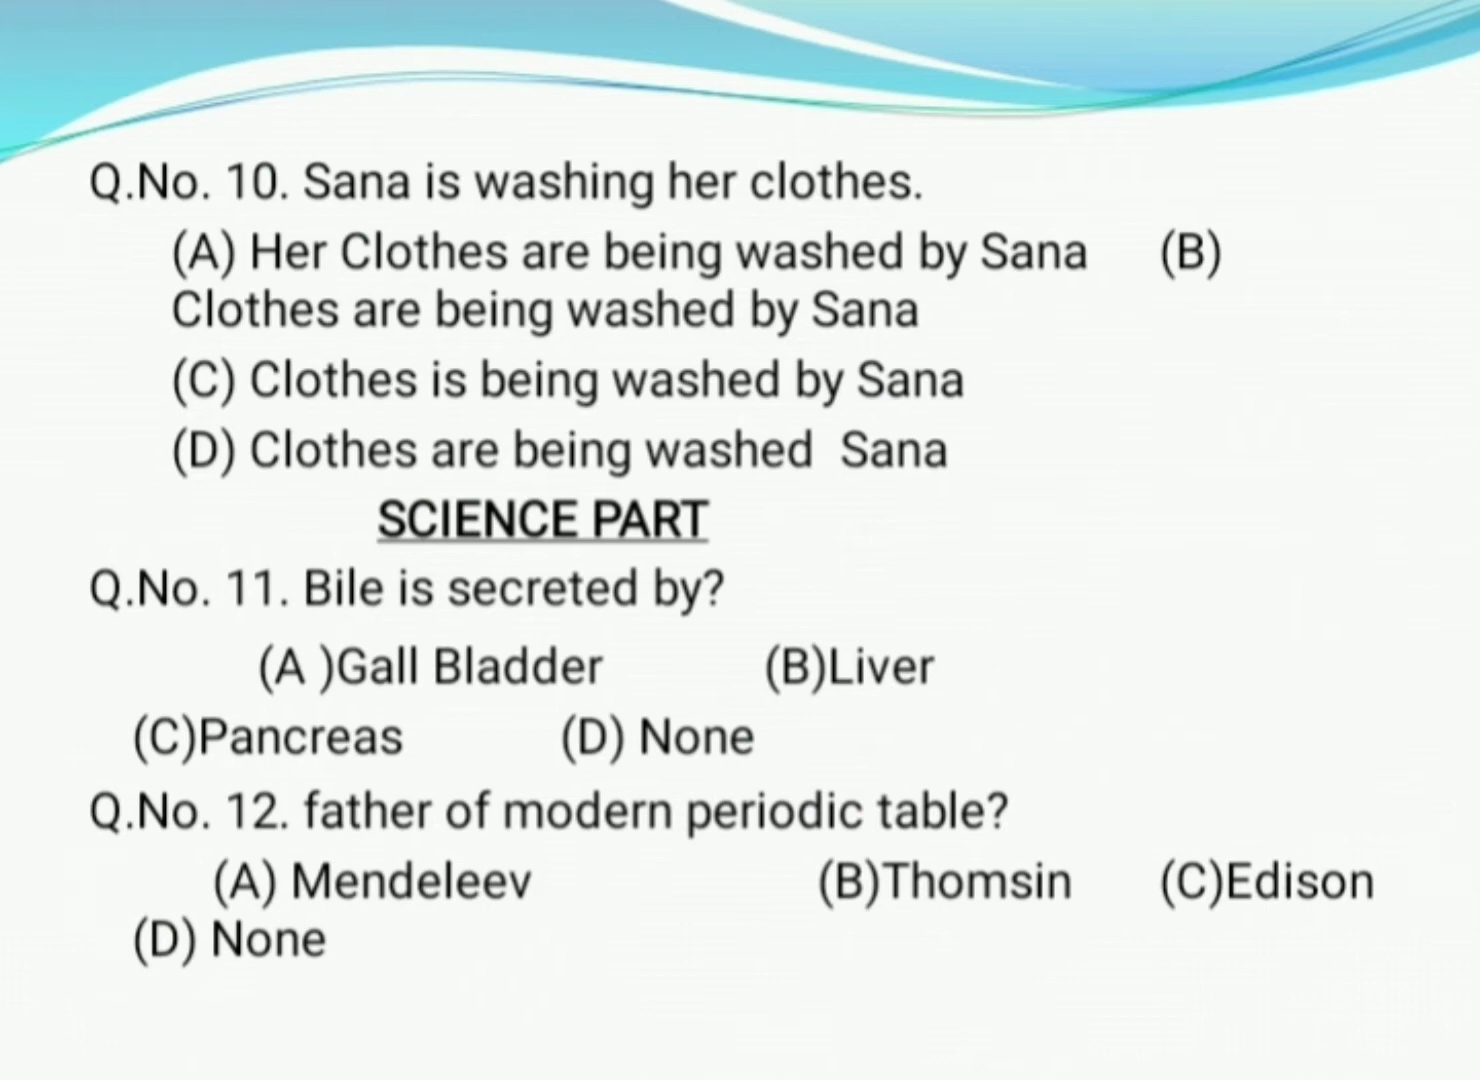 Q.No. 10. Sana is washing her clothes.
(A) Her Clothes are being washed by Sana (B)
Clothes are being washed by Sana
(C) Clothes is being washed by Sana
(D) Clothes are being washed Sana
SCIENCE PART
Q.No. 11. Bile is secreted by?
(A )Gall Bladder (B)Liver
(C)Pancreas (D) None
Q.No. 12. father of modern periodic table?
(A) Mendeleev (B)Thomsin (C)Edison
(D) None